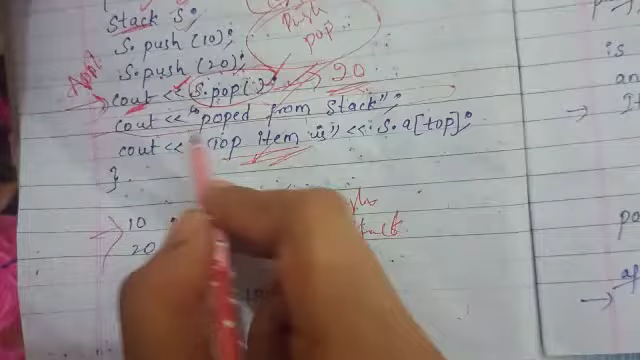 Stack S;
S. push (10);
push
pop
S. push (20);
Appl.
cout << S.pop(); 20
cout << "poped from Stack";
cout << "Top item is" << S.a[top];
}
10
20
is
an
It
po